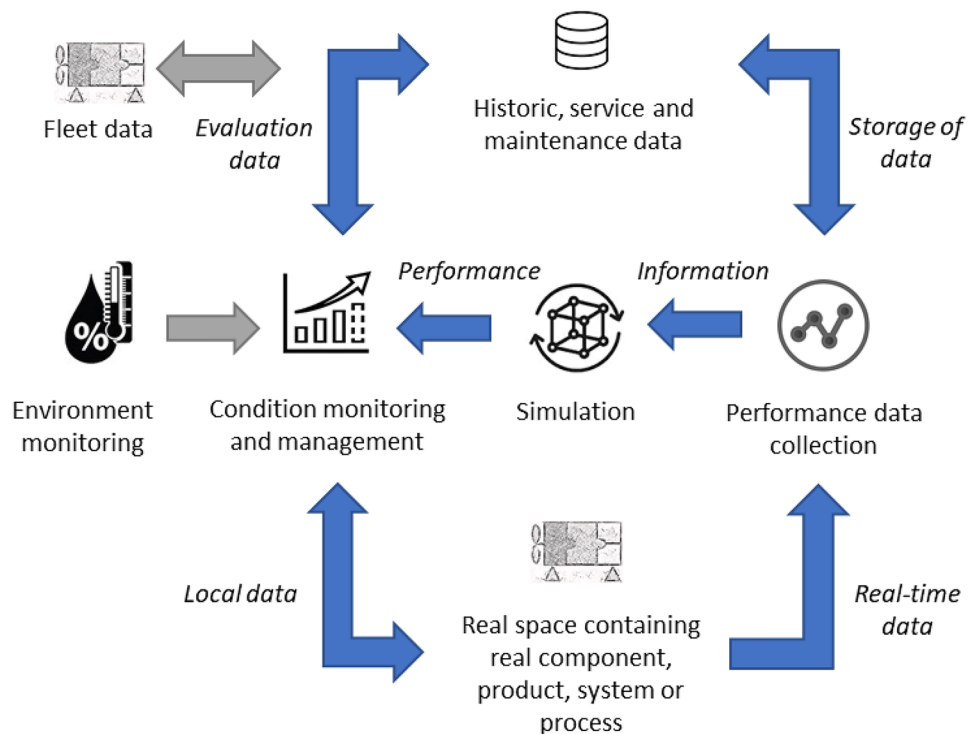 Fleet data
Evaluation
data
Historic, service and
maintenance data
Storage of
data
Performance
Information
%
Environment
monitoring
Condition monitoring
and management
Simulation
Performance data
collection
Local data
Real space containing
real component,
product, system or
process
Real-time
data